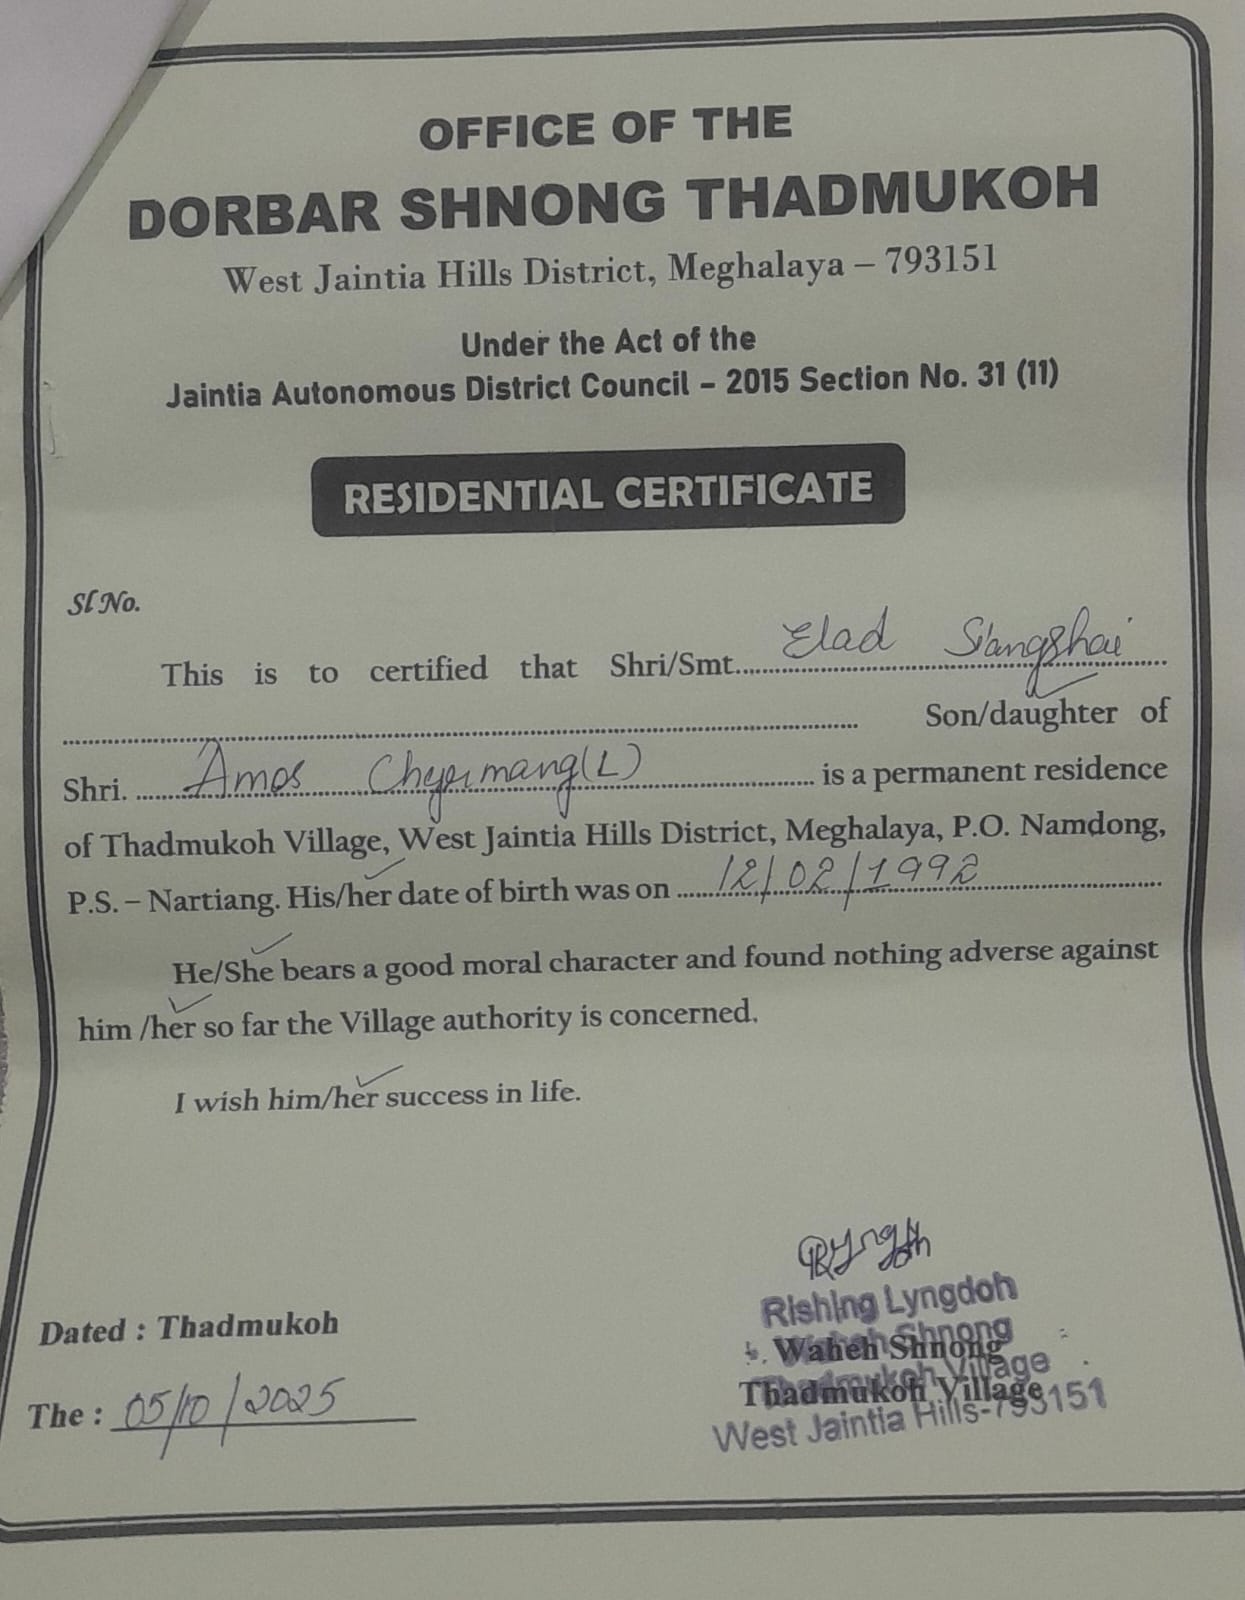 OFFICE OF THE
DORBAR SHNONG THADMUKOH
West Jaintia Hills District, Meghalaya – 793151
Under the Act of the
Jaintia Autonomous District Council – 2015 Section No. 31 (11)
RESIDENTIAL CERTIFICATE
Sl No.
This is to certified that Shri/Smt. Elad Siangshai
Son/daughter of
Shri. Amos Chyrmang (L) is a permanent residence
of Thadmukoh Village, West Jaintia Hills District, Meghalaya, P.O. Namdong,
P.S. – Nartiang. His/her date of birth was on 12/02/1992
He/She bears a good moral character and found nothing adverse against
him /her so far the Village authority is concerned.
I wish him/her success in life.
Rishing Lyngdoh
Waheh Shnong
Waheh Shnong
Thadmukoh Village
Thadmukoh Village
West Jaintia Hills-793151
Dated : Thadmukoh
The : 05/10/2025